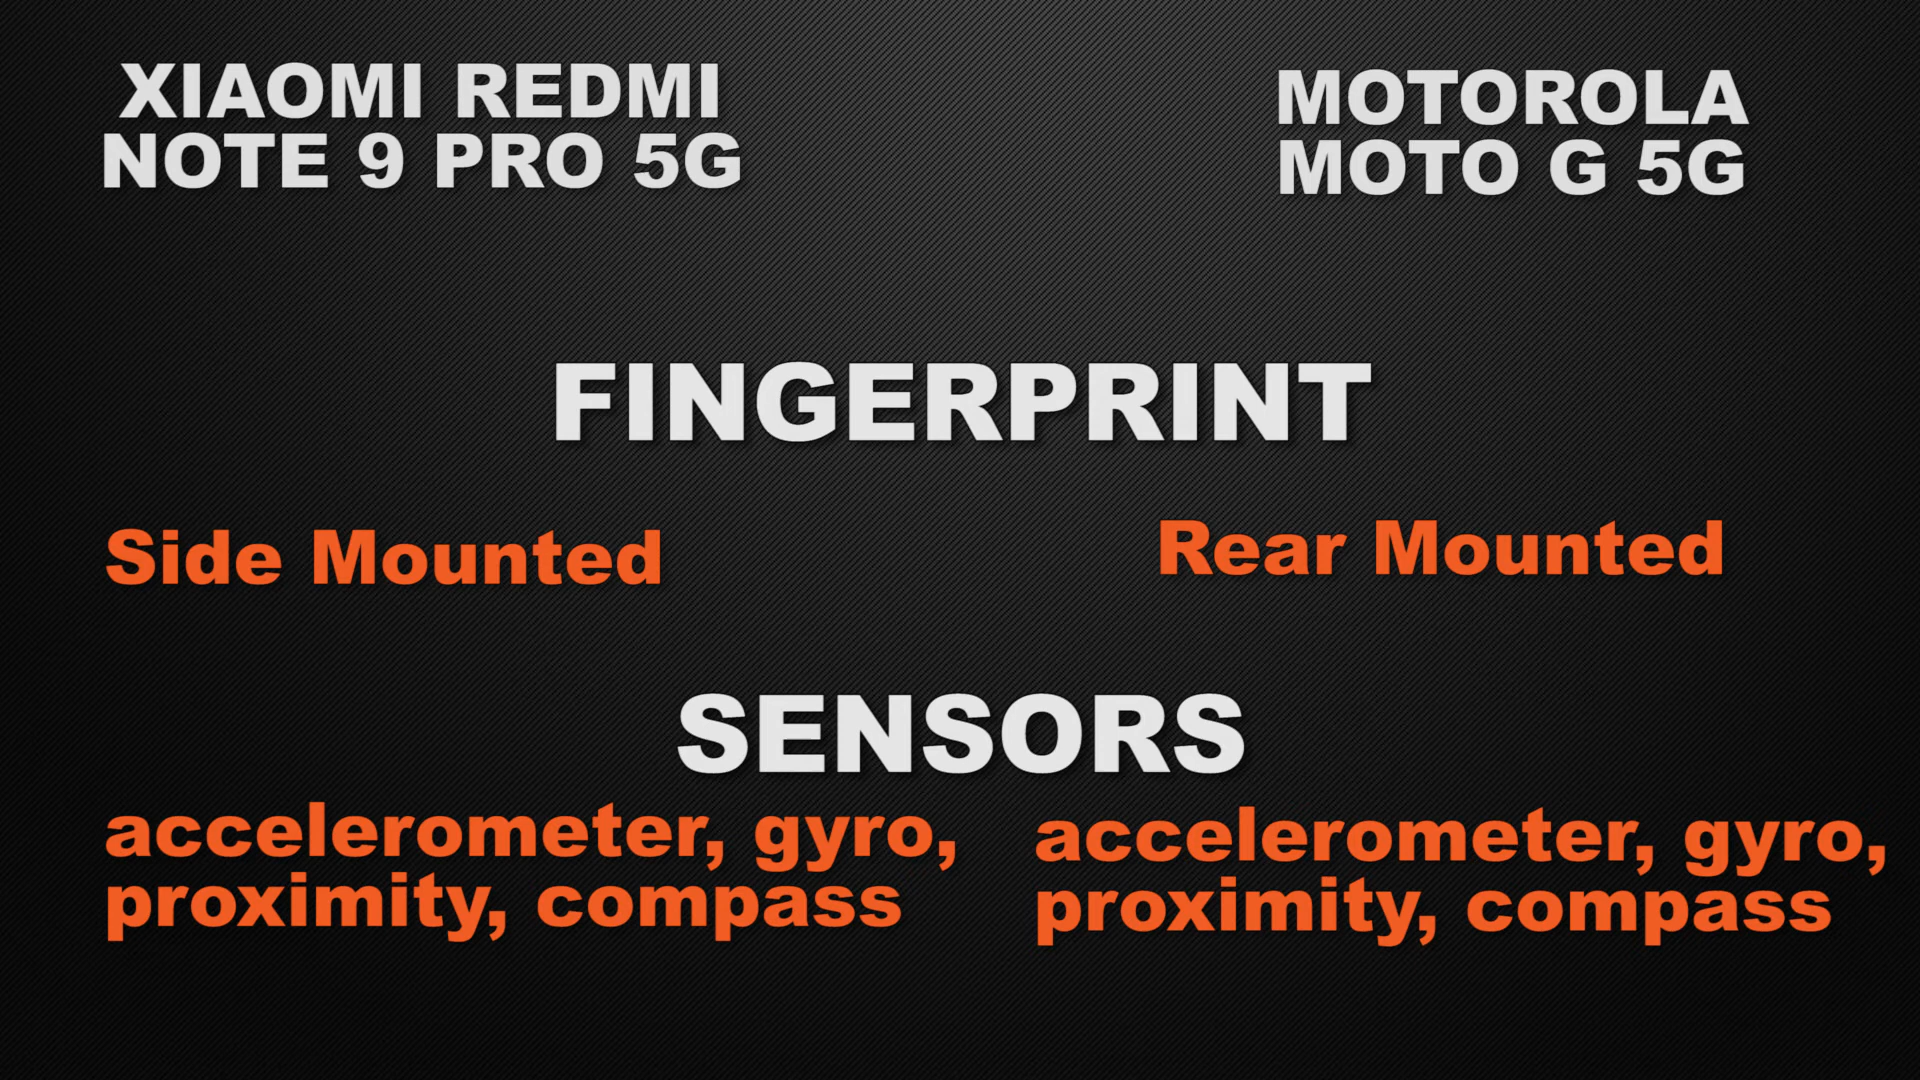 XIAOMI REDMI
NOTE 9 PRO 5G
MOTOROLA
MOTO G 5G
FINGERPRINT
Side Mounted
Rear Mounted
SENSORS
accelerometer, gyro,
proximity, compass
accelerometer, gyro,
proximity, compass